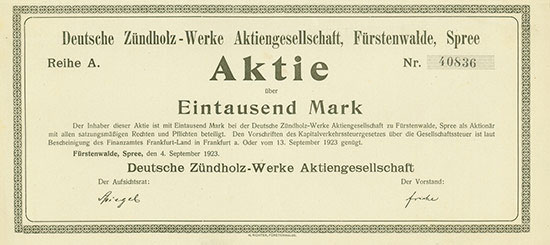 Deutsche Zündholz-Werke Aktiengesellschaft, Fürstenwalde, Spree
Reihe A. Aktie Nr. 40836
über
Eintausend Mark
Der Inhaber dieser Aktie ist mit Eintausend Mark bei der Deutsche Zündholz-Werke Aktiengesellschaft zu Fürstenwalde, Spree als Aktionär
mit allen satzungsmäßigen Rechten und Pflichten beteiligt. Den Vorschriften des Kapitalverkehrssteuergesetzes über die Gesellschaftssteuer ist laut
Bescheinigung des Finanzamtes Frankfurt-Land in Frankfurt a. Oder vom 13. September 1923 genügt.
Fürstenwalde, Spree, den 4. September 1923.
Deutsche Zündholz-Werke Aktiengesellschaft
Der Aufsichtsrat: Der Vorstand:
Spiegel
RICHTER, FÜRSTENWALDE